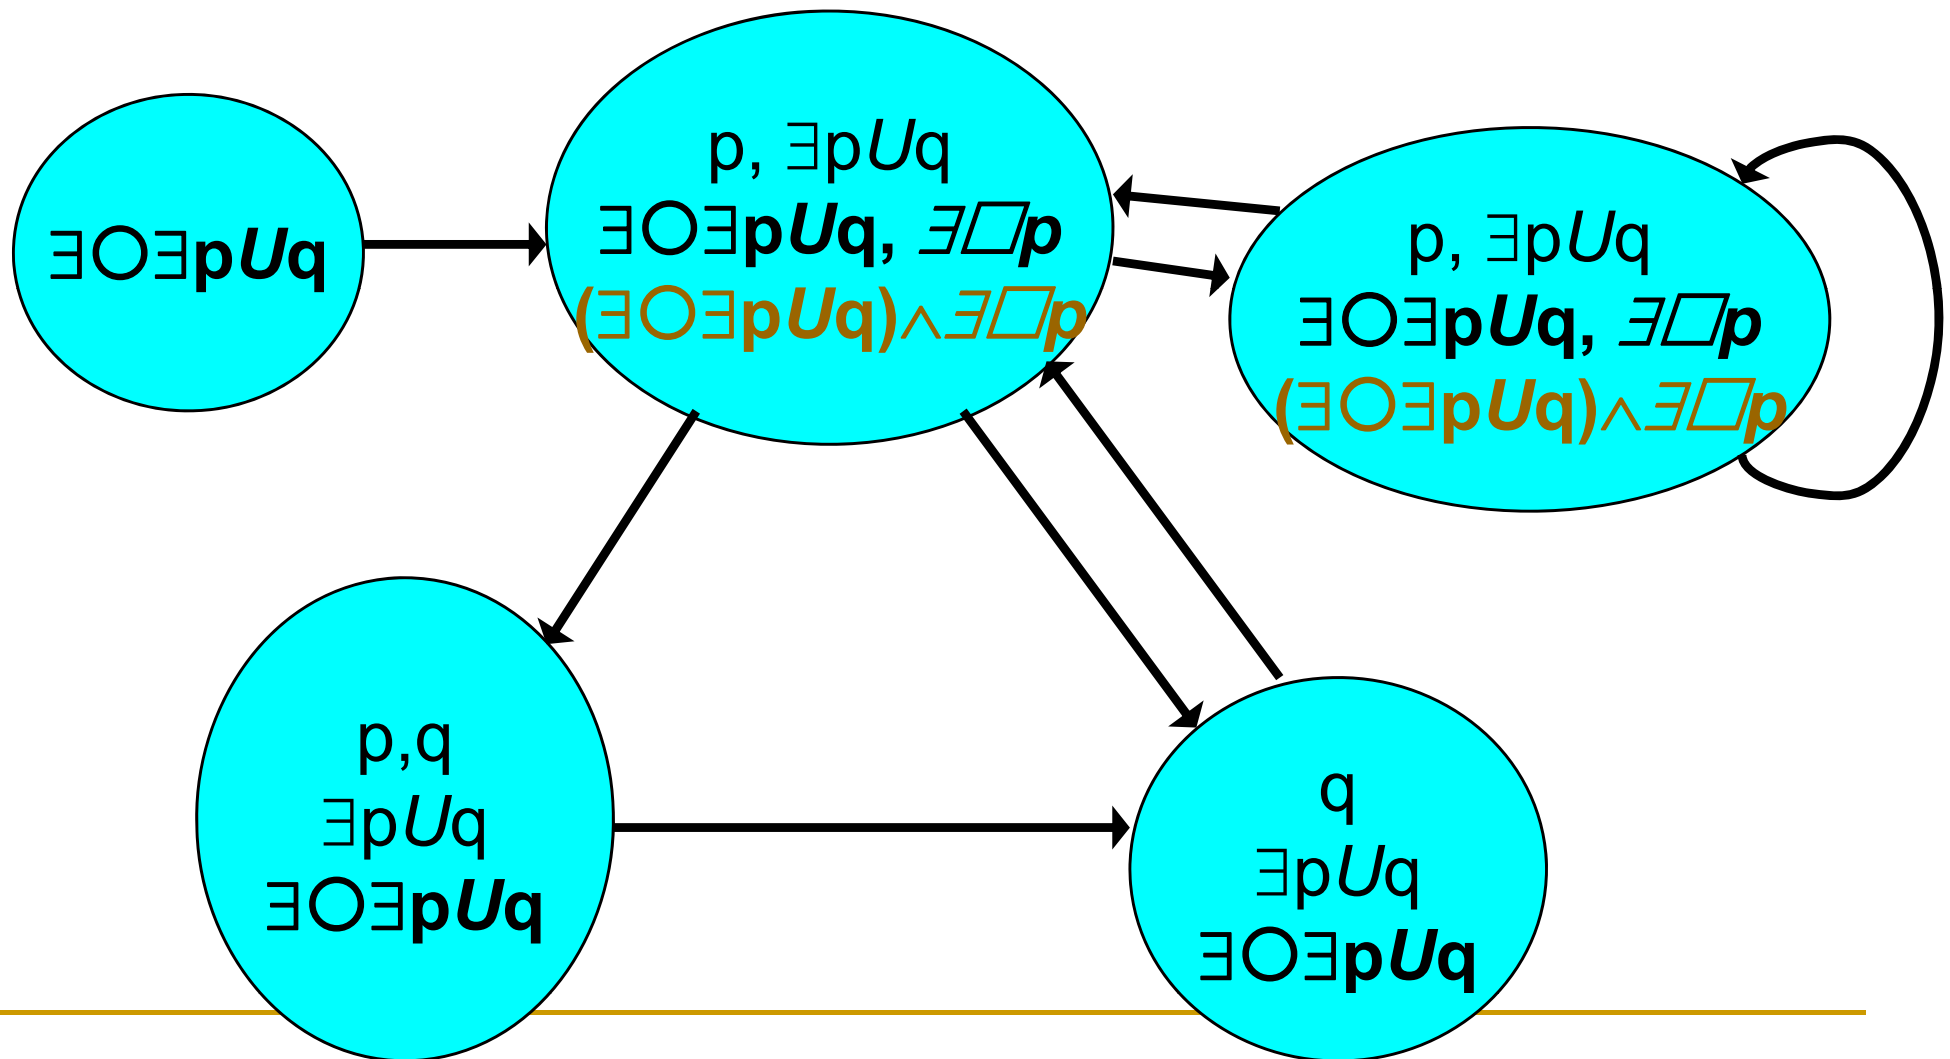 ∃○∃pUq
p, ∃pUq
∃○∃pUq, ∃□p
(∃○∃pUq)∧∃□p
p, ∃pUq
∃○∃pUq, ∃□p
(∃○∃pUq)∧∃□p
p,q
∃pUq
∃○∃pUq
q
∃pUq
∃○∃pUq